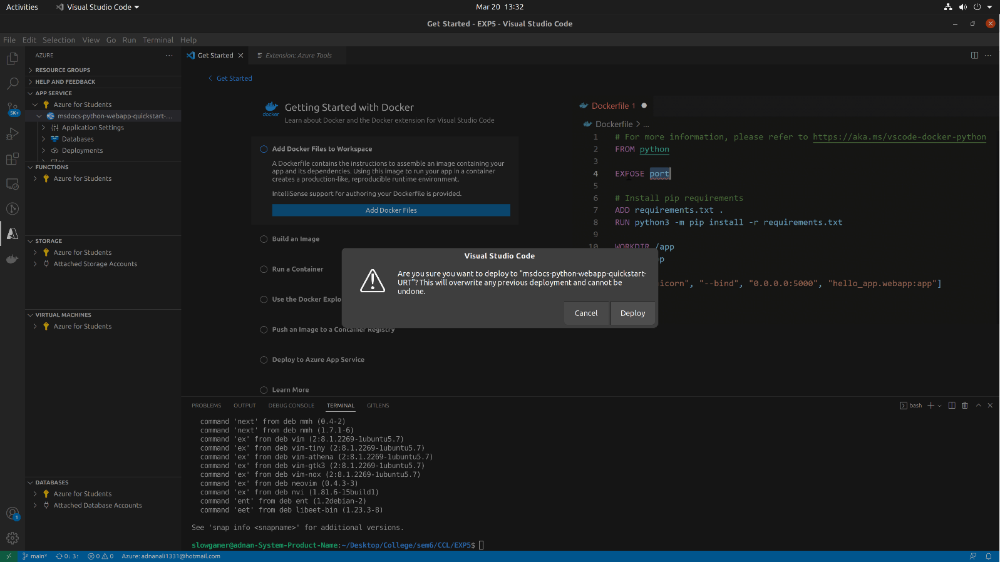 Activities
Visual Studio Code
Mar 20 13:32
Get Started - EXP5 - Visual Studio Code
File Edit Selection View Go Run Terminal Help
AZURE
RESOURCE GROUPS
HELP AND FEEDBACK
APP SERVICE
Azure for Students
msdocs-python-webapp-quickstart-...
Application Settings
Databases
Deployments
FUNCTIONS
Azure for Students
STORAGE
Azure for Students
Attached Storage Accounts
VIRTUAL MACHINES
Azure for Students
DATABASES
Azure for Students
Attached Database Accounts
5K+
1
Get Started
Extension: Azure Tools
Get Started
docker
Getting Started with Docker
Learn about Docker and the Docker extension for Visual Studio Code
Add Docker Files to Workspace
A Dockerfile contains the instructions to assemble an image containing your
app and its dependencies. Using this image to run your app in a container
creates a production-like, reproducible runtime environment.
IntelliSense support for authoring your Dockerfile is provided.
Add Docker Files
Build an Image
Run a Container
Use the Docker Explo
Push an Image to a Container Registry
Deploy to Azure App Service
Learn More
Dockerfile 1
Dockerfile > ...
1 # For more information, please refer to https://aka.ms/vscode-docker-python
2 FROM python
3
4 EXPOSE port
5
6 # Install pip requirements
7 ADD requirements.txt .
8 RUN python3 -m pip install -r requirements.txt
9
10 WORKDIR /app
icorn", "--bind", "0.0.0.0:5000", "hello_app.webapp:app"]
Visual Studio Code
Are you sure you want to deploy to "msdocs-python-webapp-quickstart-
URT"? This will overwrite any previous deployment and cannot be
undone.
Cancel
Deploy
PROBLEMS OUTPUT DEBUG CONSOLE TERMINAL GITLENS
bash
command 'next' from deb mmh (0.4-2)
command 'next' from deb nmh (1.7.1-6)
command 'ex' from deb vim (2:8.1.2269-1ubuntu5.7)
command 'ex' from deb vim-tiny (2:8.1.2269-1ubuntu5.7)
command 'ex' from deb vim-athena (2:8.1.2269-1ubuntu5.7)
command 'ex' from deb vim-gtk3 (2:8.1.2269-1ubuntu5.7)
command 'ex' from deb vim-nox (2:8.1.2269-1ubuntu5.7)
command 'ex' from deb neovim (0.4.3-3)
command 'ex' from deb nvi (1.81.6-15build1)
command 'ent' from deb ent (1.2debian-2)
command 'eet' from deb libeet-bin (1.23.3-8)
See 'snap info <snapname>' for additional versions.
slowgamer@adnan-System-Product-Name:~/Desktop/College/sem6/CCL/EXP5$
main* 0↓ 3↑ 0 0 Azure: adnanali1331@hotmail.com